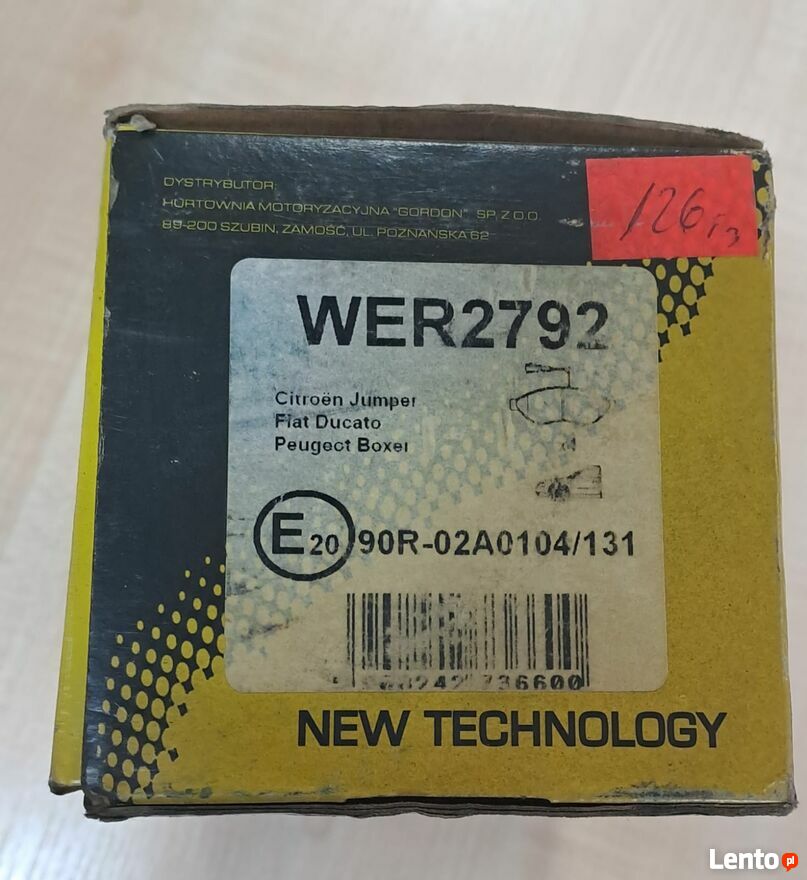 DYSTRYBUTOR:
HURTOWNIA MOTORYZACYJNA "GORDON" SP. Z O.O.
89-200 SZUBIN, ZAMOŚĆ, UL. POZNAŃSKA 62
126
WER2792
Citroën Jumper
Fiat Ducato
Peugeot Boxer
E20 90R-02A0104/131
736600
NEW TECHNOLOGY
Lento.pl